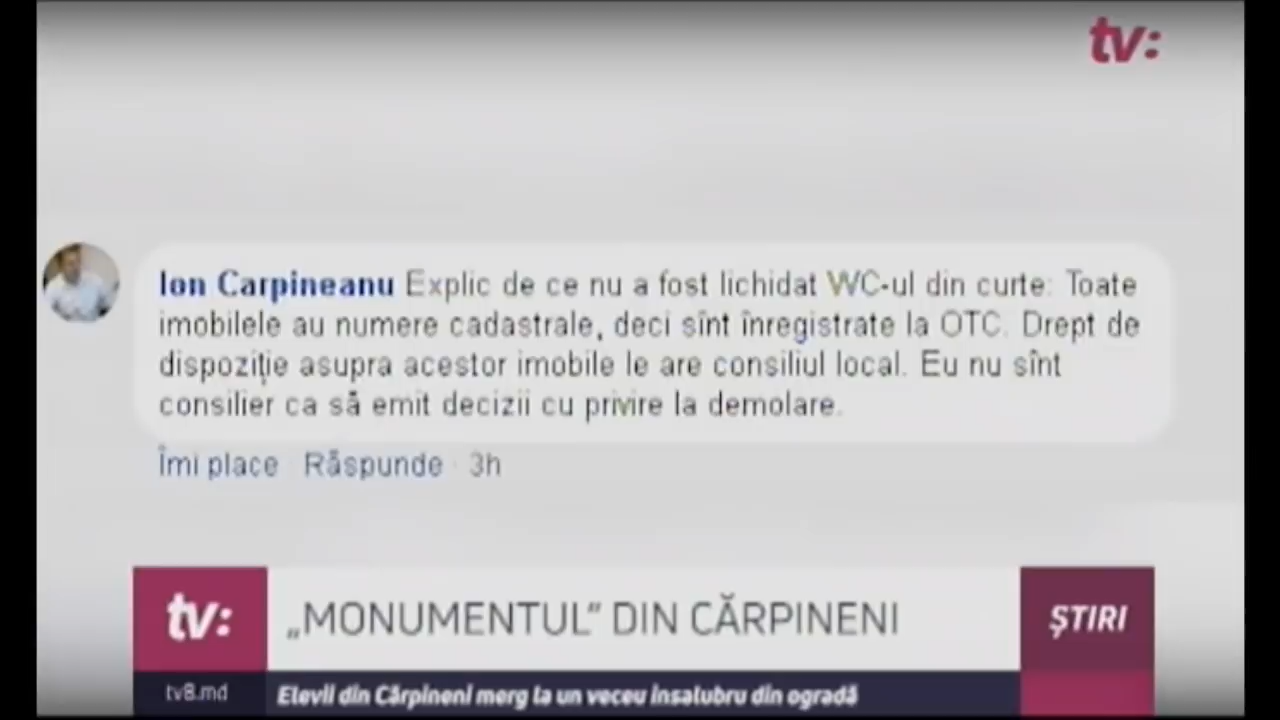 tv:
Ion Carpineanu Explic de ce nu a fost lichidat WC-ul din curte: Toate
imobilele au numere cadastrale, deci sînt înregistrate la OTC. Drept de
dispoziție asupra acestor imobile le are consiliul local. Eu nu sînt
consilier ca să emit decizii cu privire la demolare.
Îmi place · Răspunde · 3h
tv: „MONUMENTUL” DIN CĂRPINENI ȘTIRI
tv8.md Elevii din Cărpineni merg la un veceu insalubru din ogradă